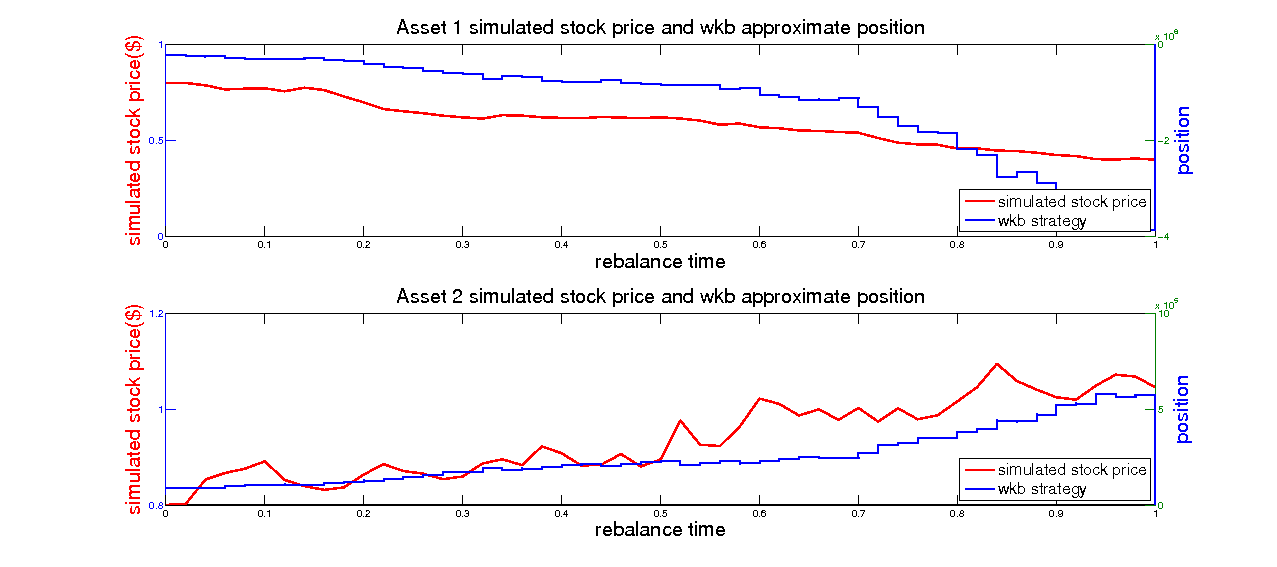 Asset 1 simulated stock price and wkb approximate position
simulated stock price($)
1
0.5
0
0
-2
-4
position
simulated stock price
wkb strategy
0 0.1 0.2 0.3 0.4 0.5 0.6 0.7 0.8 0.9 1
rebalance time
Asset 2 simulated stock price and wkb approximate position
simulated stock price($)
1.2
1
0.8
10
5
0
position
simulated stock price
wkb strategy
0 0.1 0.2 0.3 0.4 0.5 0.6 0.7 0.8 0.9 1
rebalance time